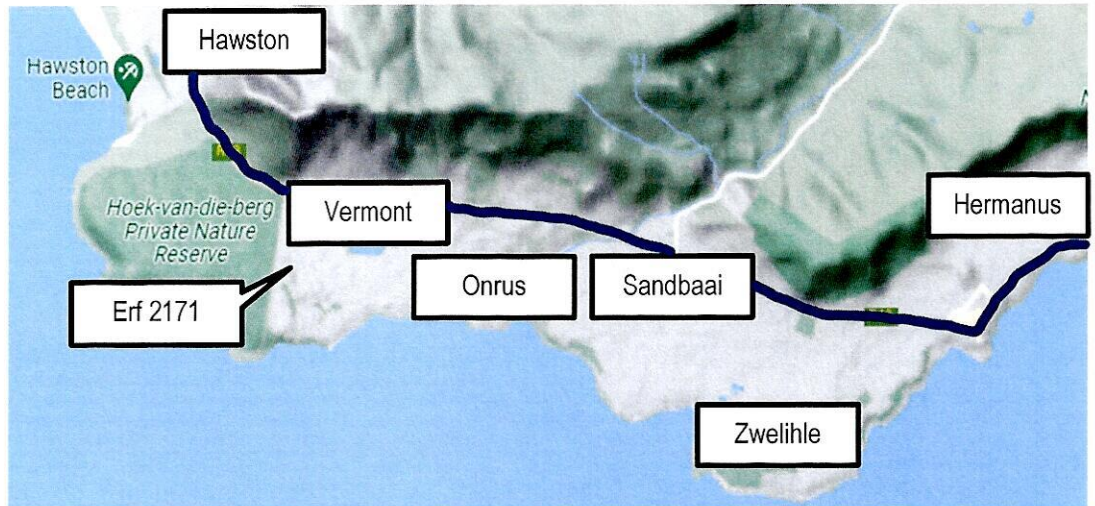 Hawston
Hawston
Beach
Vermont
Hoek-van-die-berg
Private Nature
Reserve
Hermanus
Erf 2171
Onrus
Sandbaai
Zwelihle